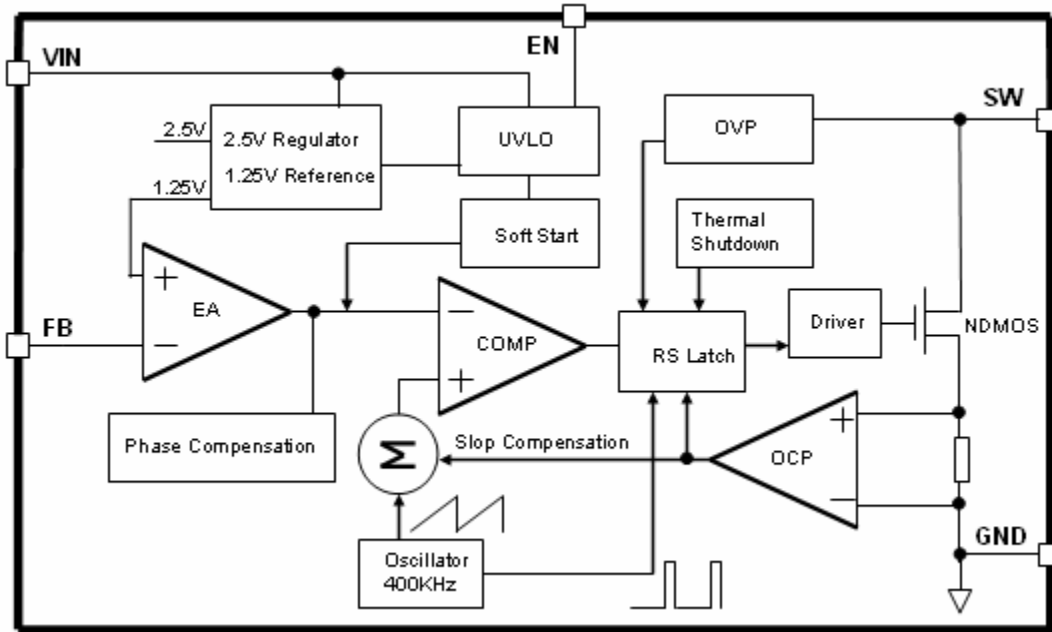 EN
VIN
SW
2.5V
2.5V Regulator
1.25V Reference
UVLO
OVP
1.25V
Soft Start
Thermal
Shutdown
+
EA
−
FB
−
COMP
+
RS Latch
Driver
NDMOS
Phase Compensation
Σ
Slop Compensation
+
OCP
−
GND
Oscillator
400KHz